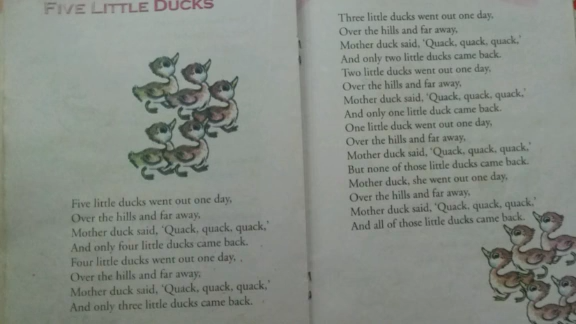 FIVE LITTLE DUCKS
Five little ducks went out one day,
Over the hills and far away,
Mother duck said, 'Quack, quack, quack,'
And only four little ducks came back.
Four little ducks went out one day,
Over the hills and far away,
Mother duck said, 'Quack, quack, quack,'
And only three little ducks came back.
Three little ducks went out one day,
Over the hills and far away,
Mother duck said, 'Quack, quack, quack,'
And only two little ducks came back.
Two little ducks went out one day,
Over the hills and far away,
Mother duck said, 'Quack, quack, quack,'
And only one little duck came back.
One little duck went out one day,
Over the hills and far away,
Mother duck said, 'Quack, quack, quack,'
But none of those little ducks came back.
Mother duck, she went out one day,
Over the hills and far away,
Mother duck said, 'Quack, quack, quack,'
And all of those little ducks came back.